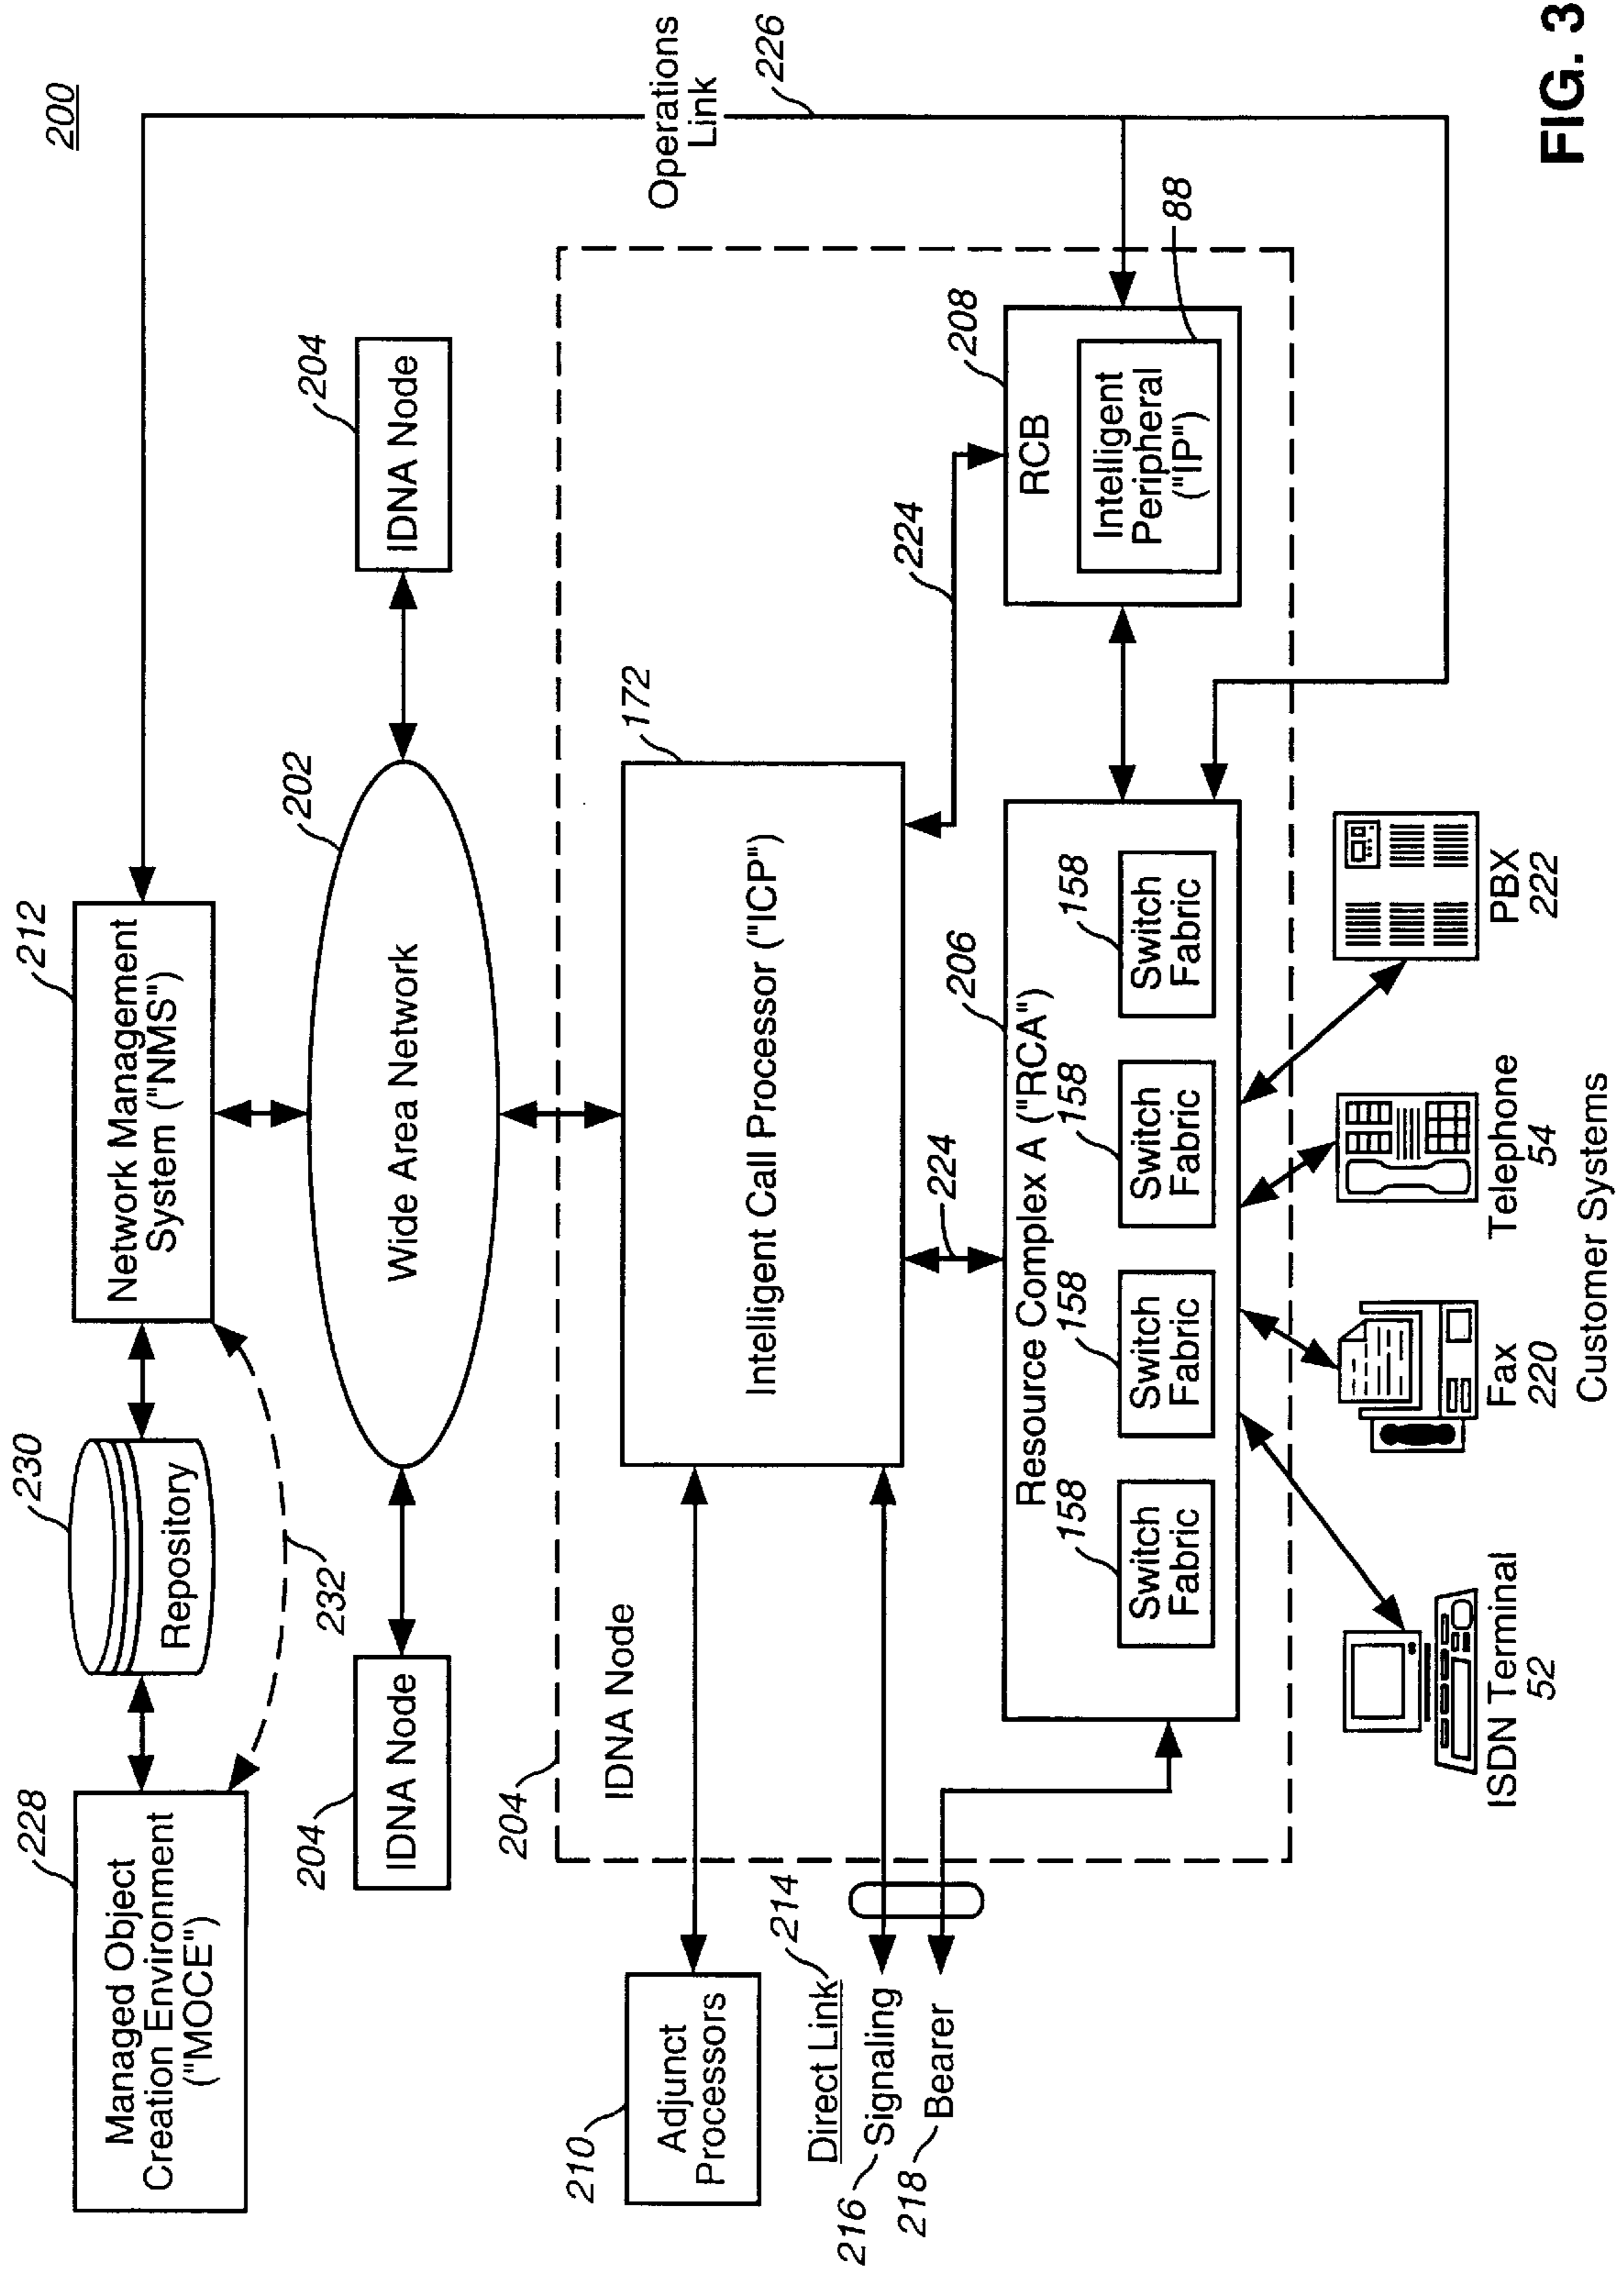 200
228
Managed Object
Creation Environment
("MOCE")
230
Repository
212
Network Management
System ("NMS")
232
204
IDNA Node
202
Wide Area Network
204
IDNA Node
Operations
Link
226
204
IDNA Node
172
Intelligent Call Processor ("ICP")
210
Adjunct
Processors
Direct Link
214
216
Signaling
218
Bearer
224
224
206
Resource Complex A ("RCA")
158
Switch
Fabric
158
Switch
Fabric
158
Switch
Fabric
158
Switch
Fabric
208
RCB
Intelligent
Peripheral
("IP")
88
ISDN Terminal
52
Fax
220
Telephone
54
PBX
222
Customer Systems
FIG. 3